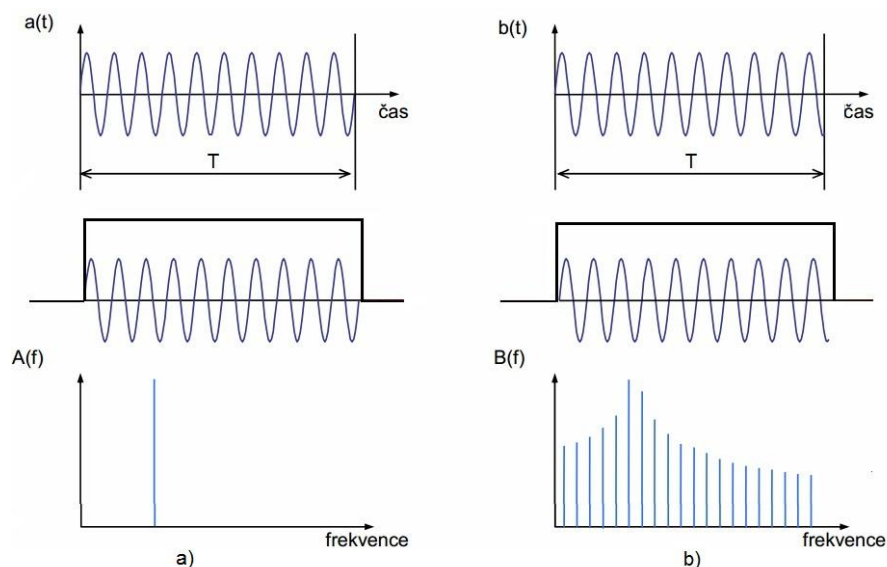 a(t)
čas
T
b(t)
čas
T
A(f)
frekvence
a)
B(f)
frekvence
b)